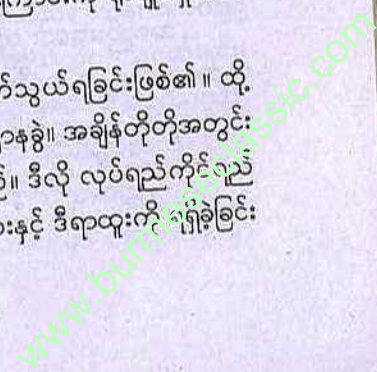 က်သွယ်ရခြင်းဖြစ်၏။ ထို့
ာနခွဲ။ အချိန်တိုတိုအတွင်း
။ ဒီလို လုပ်ရည်ကိုင်ရည်
းနှင့် ဒီရာထူးကို ရရှိခဲ့ခြင်း
www.burmeseclassic.com